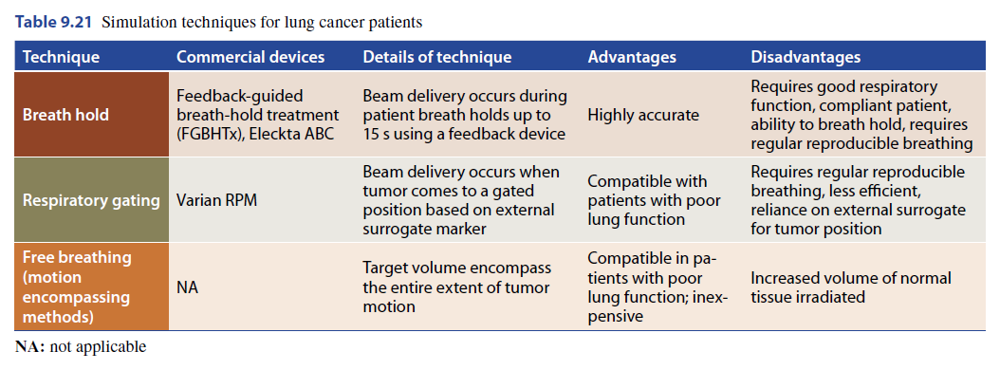 Table 9.21 Simulation techniques for lung cancer patients
Technique Commercial devices Details of technique Advantages Disadvantages
Breath hold
Feedback-guided
breath-hold treatment
(FGBHTx), Eleckta ABC
Beam delivery occurs during
patient breath holds up to
15 s using a feedback device
Highly accurate
Requires good respiratory
function, compliant patient,
ability to breath hold, requires
regular reproducible breathing
Respiratory gating
Varian RPM
Beam delivery occurs when
tumor comes to a gated
position based on external
surrogate marker
Compatible with
patients with poor
lung function
Requires regular reproducible
breathing, less efficient,
reliance on external surrogate
for tumor position
Free breathing
(motion
encompassing
methods)
NA
Target volume encompass
the entire extent of tumor
motion
Compatible in pa-
tients with poor
lung function; inex-
pensive
Increased volume of normal
tissue irradiated
NA: not applicable